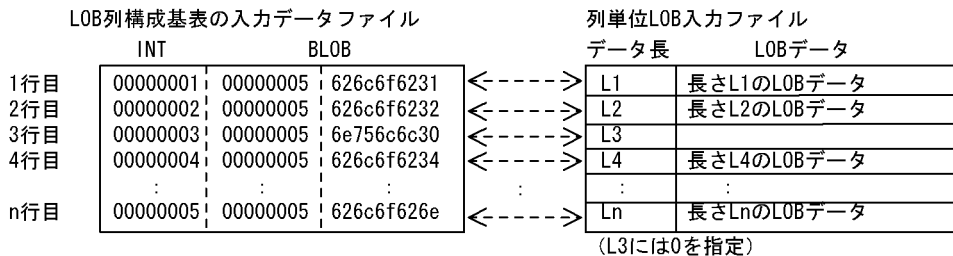 LOB列構成基表の入力データファイル 列単位LOB入力ファイル
INT BLOB データ長 LOBデータ
1行目 00000001 00000005 626c6f6231 L1 長さL1のLOBデータ
2行目 00000002 00000005 626c6f6232 L2 長さL2のLOBデータ
3行目 00000003 00000005 6e756c6c30 L3
4行目 00000004 00000005 626c6f6234 L4 長さL4のLOBデータ
: : : : : :
n行目 00000005 00000005 626c6f626e Ln 長さLnのLOBデータ
(L3には0を指定)